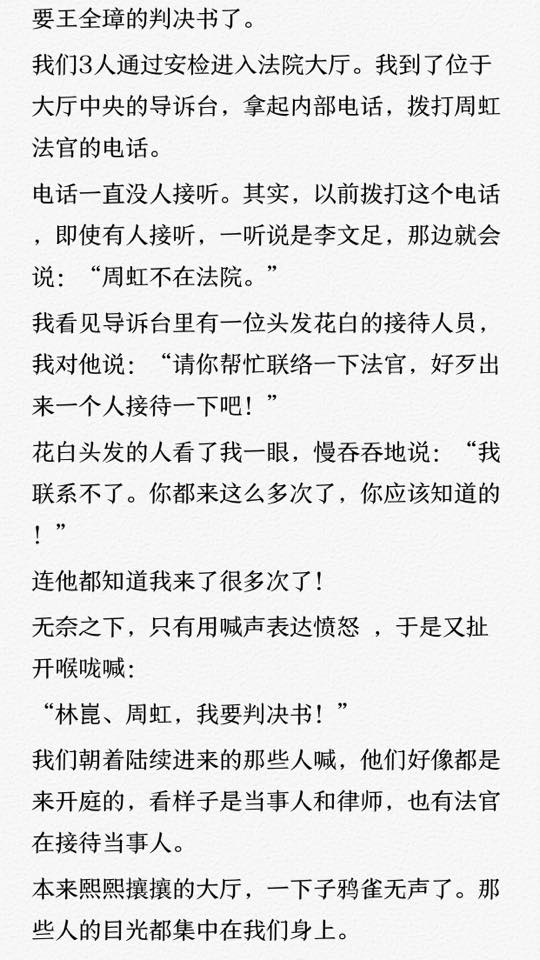 要王全璋的判决书了。
我们3人通过安检进入法院大厅。我到了位于
大厅中央的导诉台，拿起内部电话，拨打周虹
法官的电话。
电话一直没人接听。其实，以前拨打这个电话
，即使有人接听，一听说是李文足，那边就会
说：“周虹不在法院。”
我看见导诉台里有一位头发花白的接待人员，
我对他说：“请你帮忙联络一下法官，好歹出
来一个人接待一下吧！”
花白头发的人看了我一眼，慢吞吞地说：“我
联系不了。你都来这么多次了，你应该知道的
！”
连他都知道我来了很多次了！
无奈之下，只有用喊声表达愤怒 ，于是又扯
开喉咙喊：
“林崑、周虹，我要判决书！”
我们朝着陆续进来的那些人喊，他们好像都是
来开庭的，看样子是当事人和律师，也有法官
在接待当事人。
本来熙熙攘攘的大厅，一下子鸦雀无声了。那
些人的目光都集中在我们身上。